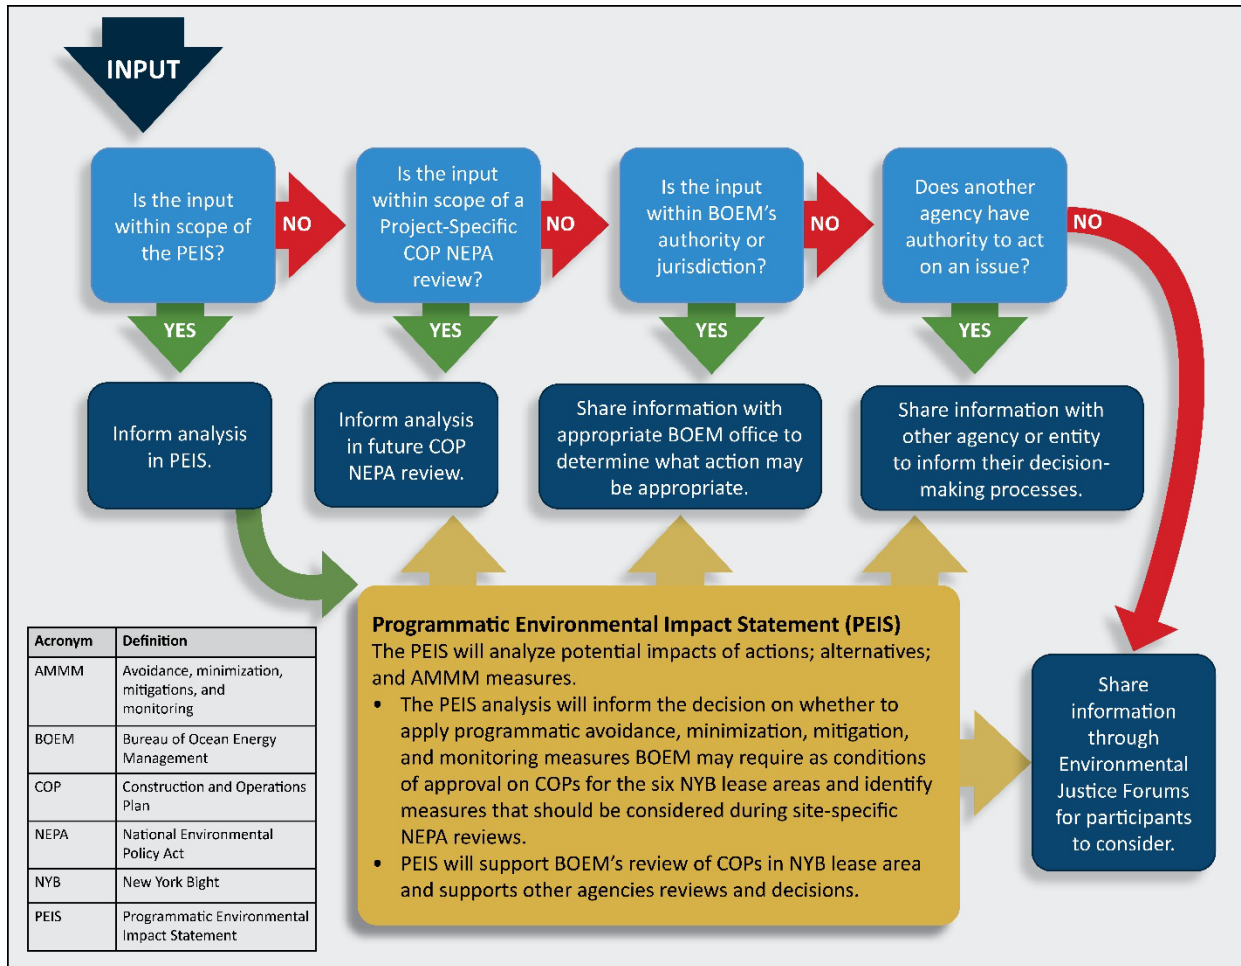 INPUT
Is the input
within scope of
the PEIS?
NO
Is the input
within scope of a
Project-Specific
COP NEPA
review?
NO
Is the input
within BOEM's
authority or
jurisdiction?
NO
Does another
agency have
authority to act
on an issue?
NO
YES
YES
YES
YES
Inform analysis
in PEIS.
Inform analysis
in future COP
NEPA review.
Share information with
appropriate BOEM office to
determine what action may
be appropriate.
Share information with
other agency or entity
to inform their decision-
making processes.
Programmatic Environmental Impact Statement (PEIS)
The PEIS will analyze potential impacts of actions; alternatives;
and AMMM measures.
• The PEIS analysis will inform the decision on whether to
apply programmatic avoidance, minimization, mitigation,
and monitoring measures BOEM may require as conditions
of approval on COPs for the six NYB lease areas and identify
measures that should be considered during site-specific
NEPA reviews.
• PEIS will support BOEM's review of COPs in NYB lease area
and supports other agencies reviews and decisions.
Share
information
through
Environmental
Justice Forums
for participants
to consider.
Acronym Definition
AMMM Avoidance, minimization,
mitigations, and
monitoring
BOEM Bureau of Ocean Energy
Management
COP Construction and Operations
Plan
NEPA National Environmental
Policy Act
NYB New York Bight
PEIS Programmatic Environmental
Impact Statement